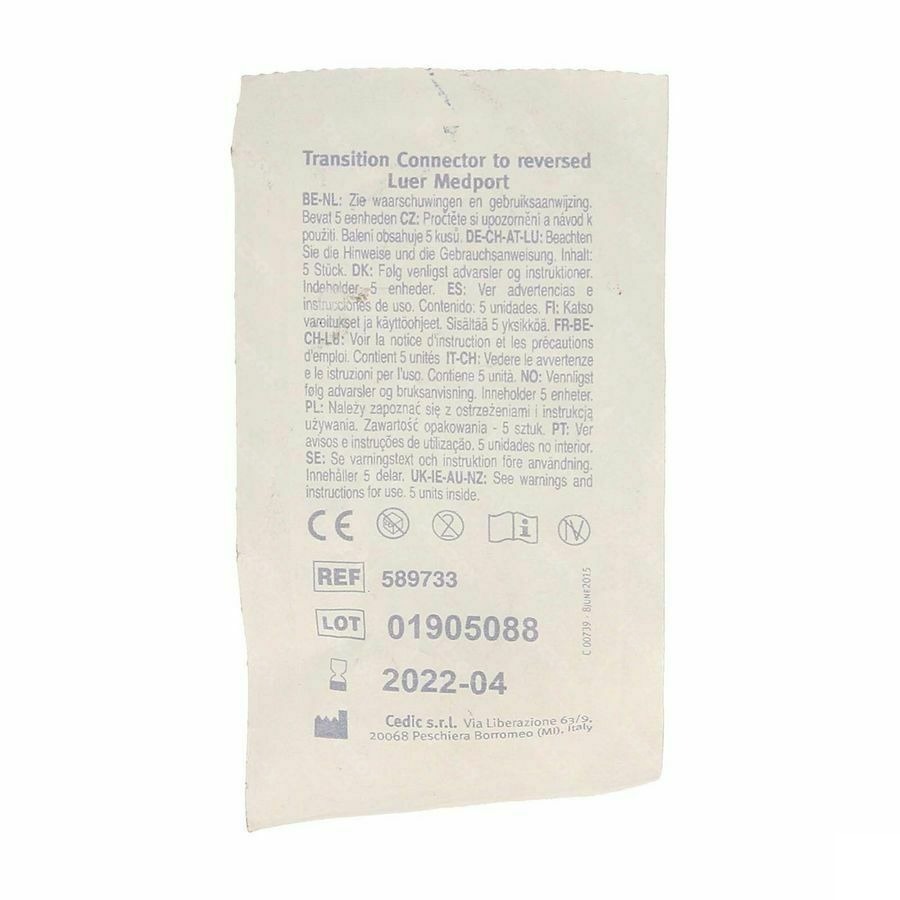 Transition Connector to reversed
Luer Medport
BE-NL: Zie waarschuwingen en gebruiksaanwijzing.
Bevat 5 eenheden CZ: Pročtěte si upozornění a návod k
použití. Balení obsahuje 5 kusů. DE-CH-AT-LU: Beachten
Sie die Hinweise und die Gebrauchsanweisung. Inhalt:
5 Stück. DK: Følg venligst advarsler og instruktioner.
Indeholder 5 enheder. ES: Ver advertencias e
instrucciones de uso. Contenido: 5 unidades. FI: Katso
varoitukset ja käyttöohjeet. Sisältää 5 yksikköä. FR-BE-
CH-LU: Voir la notice d'instruction et les précautions
d'emploi. Contient 5 unités IT-CH: Vedere le avvertenze
e le istruzioni per l'uso. Contiene 5 unità. NO: Vennligst
følg advarsler og bruksanvisning. Inneholder 5 enheter.
PL: Należy zapoznać się z ostrzeżeniami i instrukcją
używania. Zawartość opakowania - 5 sztuk. PT: Ver
avisos e instruções de utilização. 5 unidades no interior.
SE: Se varningstext och instruktion före användning.
Innehåller 5 delar. UK-IE-AU-NZ: See warnings and
instructions for use. 5 units inside.
CE
REF 589733
LOT 01905088
2022-04
Cedic s.r.l. Via Liberazione 63/9,
20068 Peschiera Borromeo (MI), Italy
C 00739 - 8JUNE2015